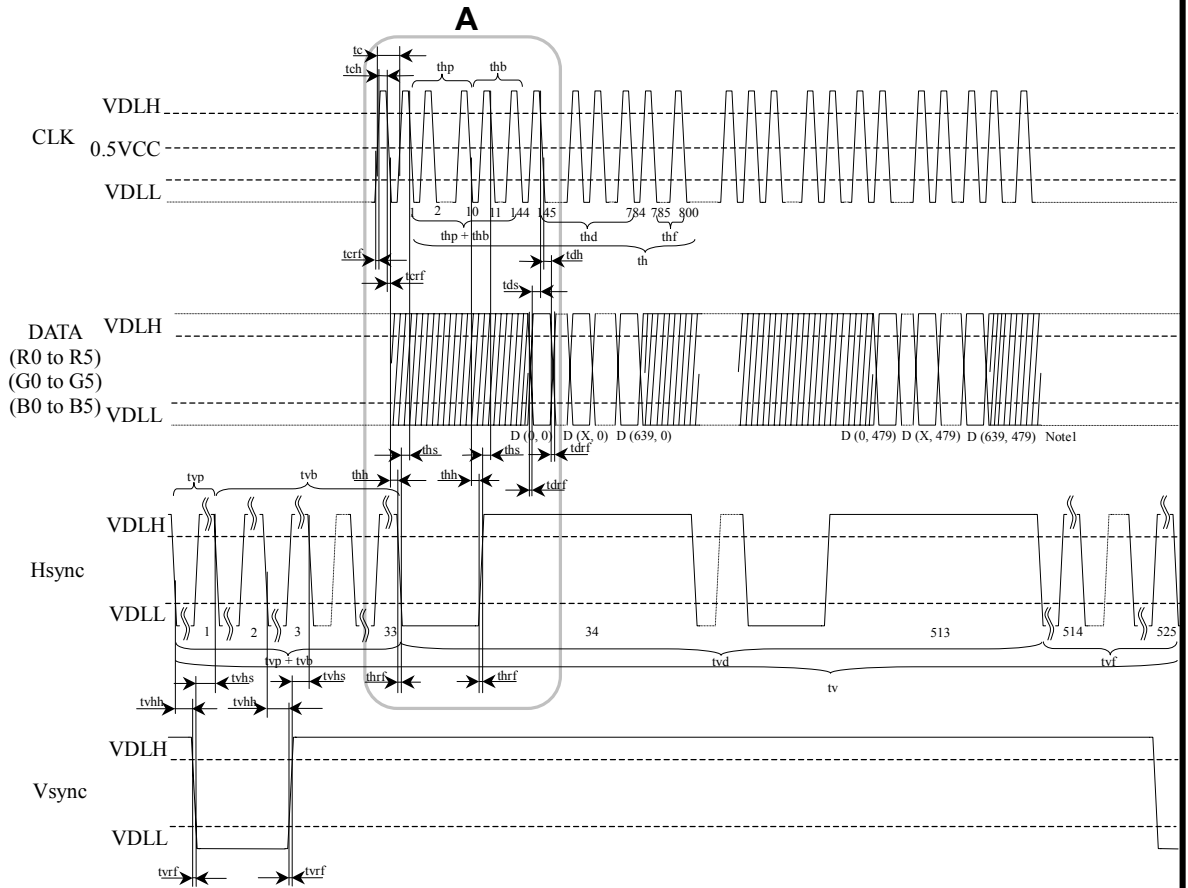 A
tc
tch
thp
thb
VDLH
CLK
0.5VCC
VDLL
1 2 10 11 144 145 784 785 800
thp + thb
thd
thf
th
tcrf
tcrf
tdh
tds
DATA
(R0 to R5)
(G0 to G5)
(B0 to B5)
VDLH
VDLL
D (0, 0) D (X, 0) D (639, 0) D (0, 479) D (X, 479) D (639, 479) Note1
ths
ths
tdrf
thh
thh
tdrf
tvp
tvb
VDLH
Hsync
VDLL
1 2 3 33 34 513 514 525
tvp + tvb
tvd
tvf
tv
tvhs
tvhs
thrf
thrf
tvhh
tvhh
VDLH
Vsync
VDLL
tvrf
tvrf